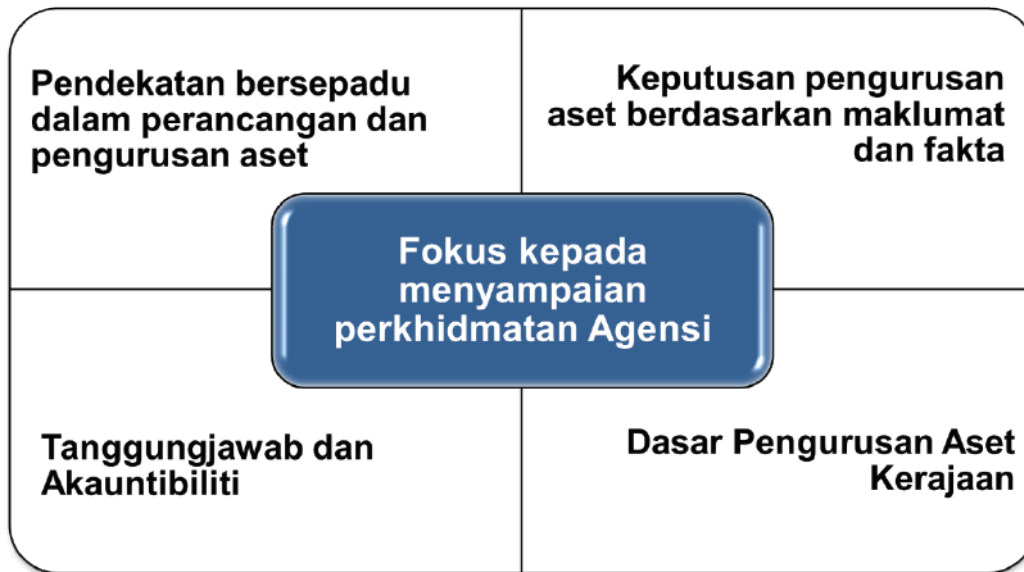 Pendekatan bersepadu
dalam perancangan dan
pengurusan aset
Keputusan pengurusan
aset berdasarkan maklumat
dan fakta
Fokus kepada
menyampaian
perkhidmatan Agensi
Tanggungjawab dan
Akauntibiliti
Dasar Pengurusan Aset
Kerajaan